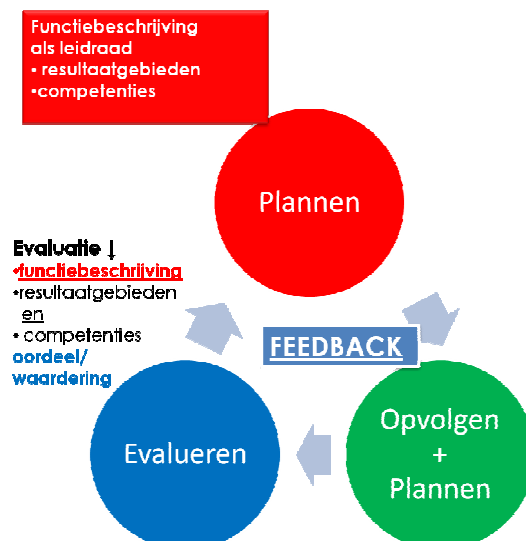 Functiebeschrijving
als leidraad
• resultaatgebieden
•competenties
Plannen
Evaluatie ↓
•functiebeschrijving
•resultaatgebieden
en
• competenties
oordeel/
waardering
FEEDBACK
Evalueren
Opvolgen
+
Plannen